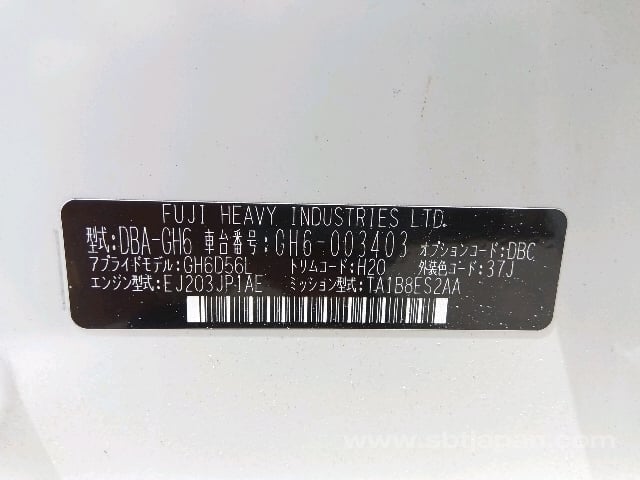 FUJI HEAVY INDUSTRIES LTD.
型式:DBA-GH6 車台番号:GH6-003403 オプションコード:DBC
アプライドモデル:GH6D56L トリムコード:H20 外装色コード:37J
エンジン型式:EJ203JP1AE ミッション型式:TA1B8ES2AA
www.sbtjapan.com